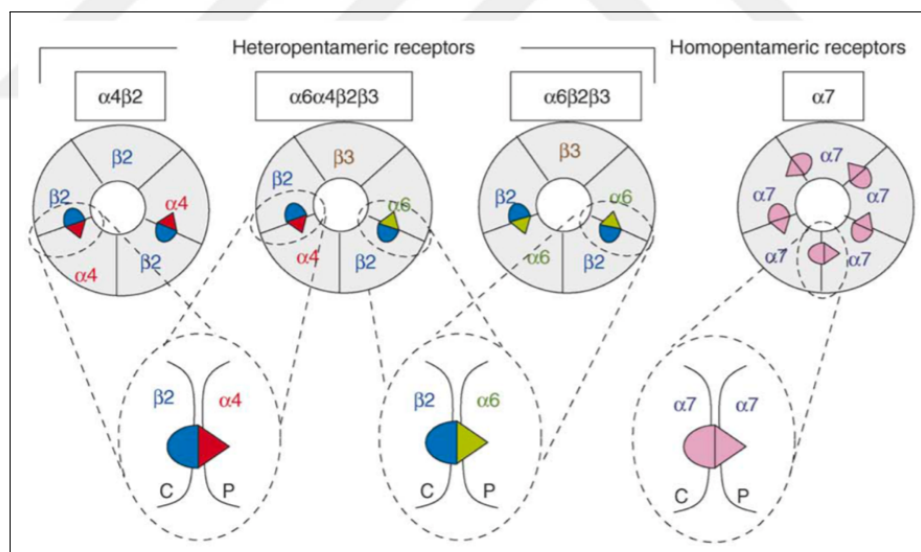 Heteropentameric receptors
Homopentameric receptors
α4β2
α6α4β2β3
α6β2β3
α7
β2
β2
α4
α4
β2
β3
β2
α6
α4
β2
β3
β2
α6
α6
β2
α7
α7
α7
α7
α7
β2
α4
C
P
β2
α6
C
P
α7
α7
C
P